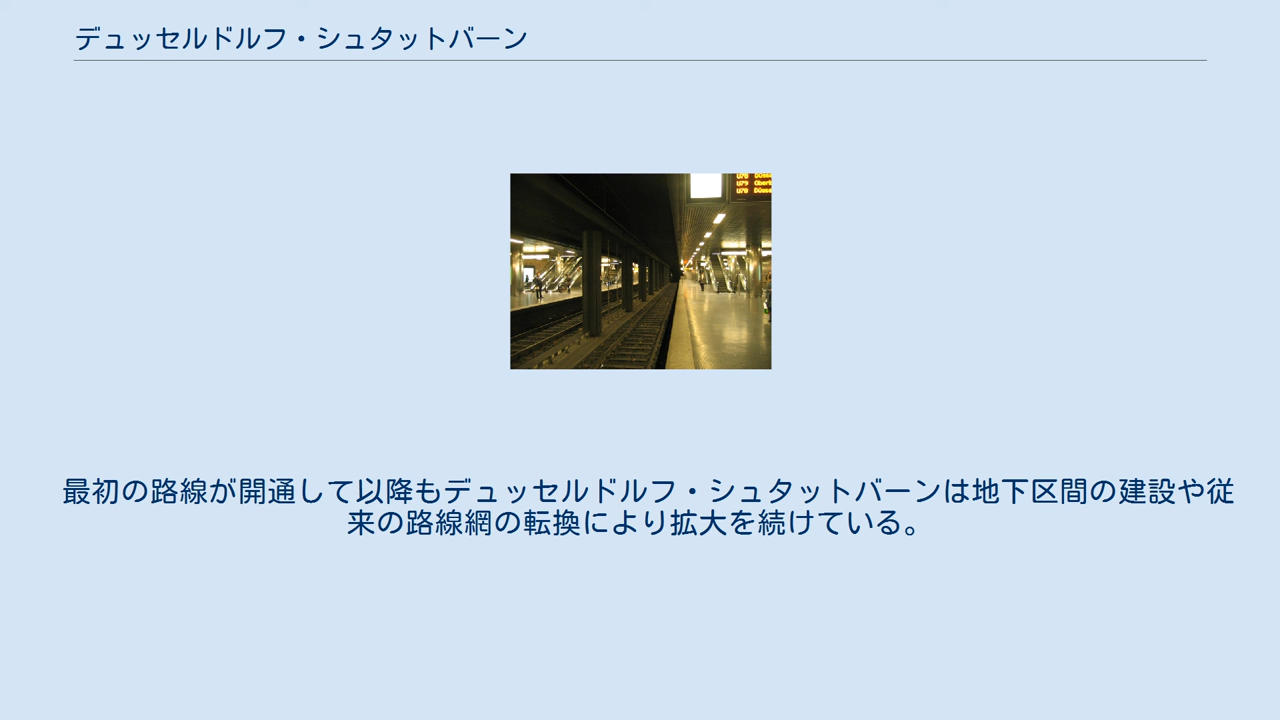 デュッセルドルフ・シュタットバーン
U79
U78
最初の路線が開通して以降もデュッセルドルフ・シュタットバーンは地下区間の建設や従
来の路線網の転換により拡大を続けている。